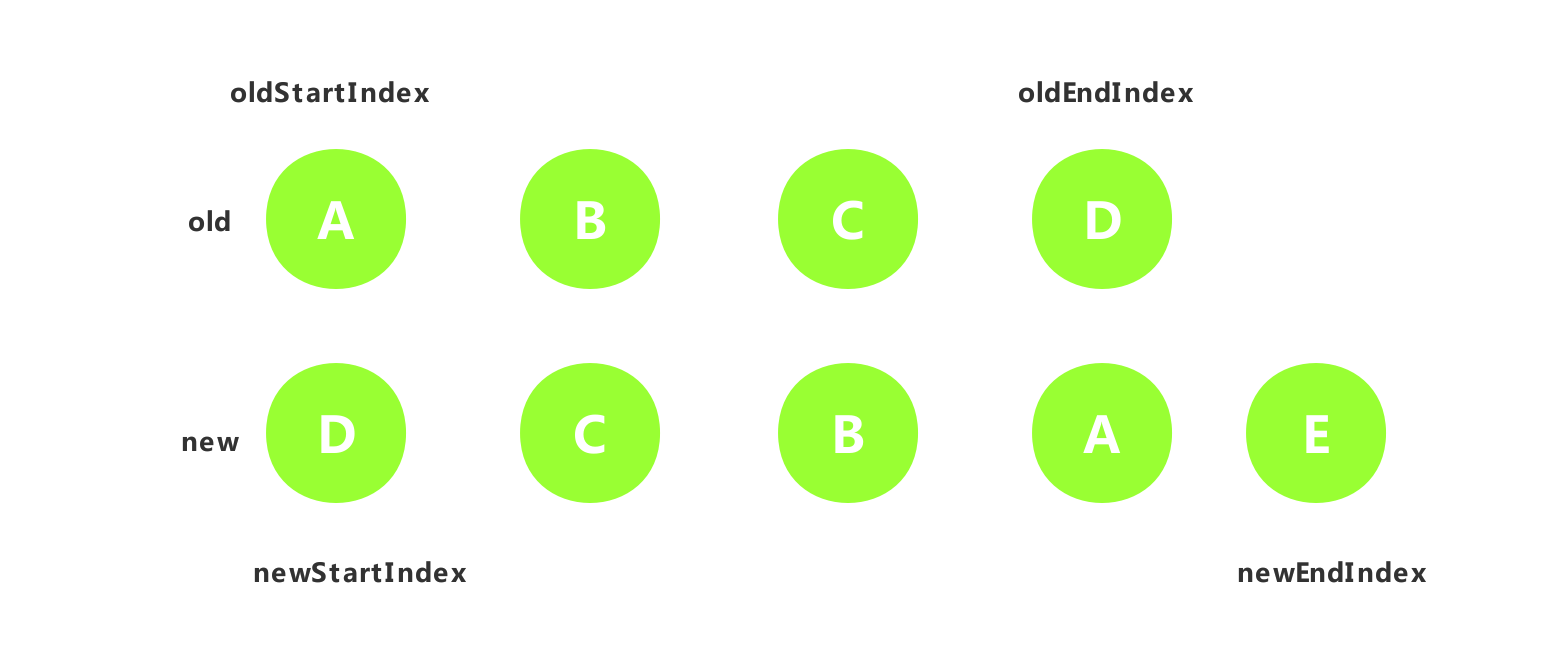 oldStartIndex oldEndIndex
old A B C D
new D C B A E
newStartIndex newEndIndex